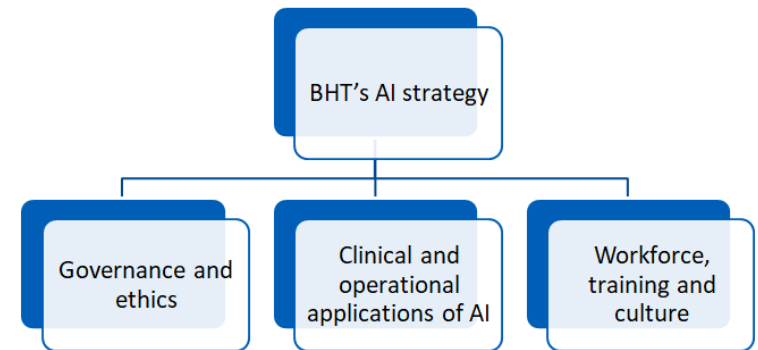 BHT’s AI strategy
Governance and
ethics
Clinical and
operational
applications of AI
Workforce,
training and
culture